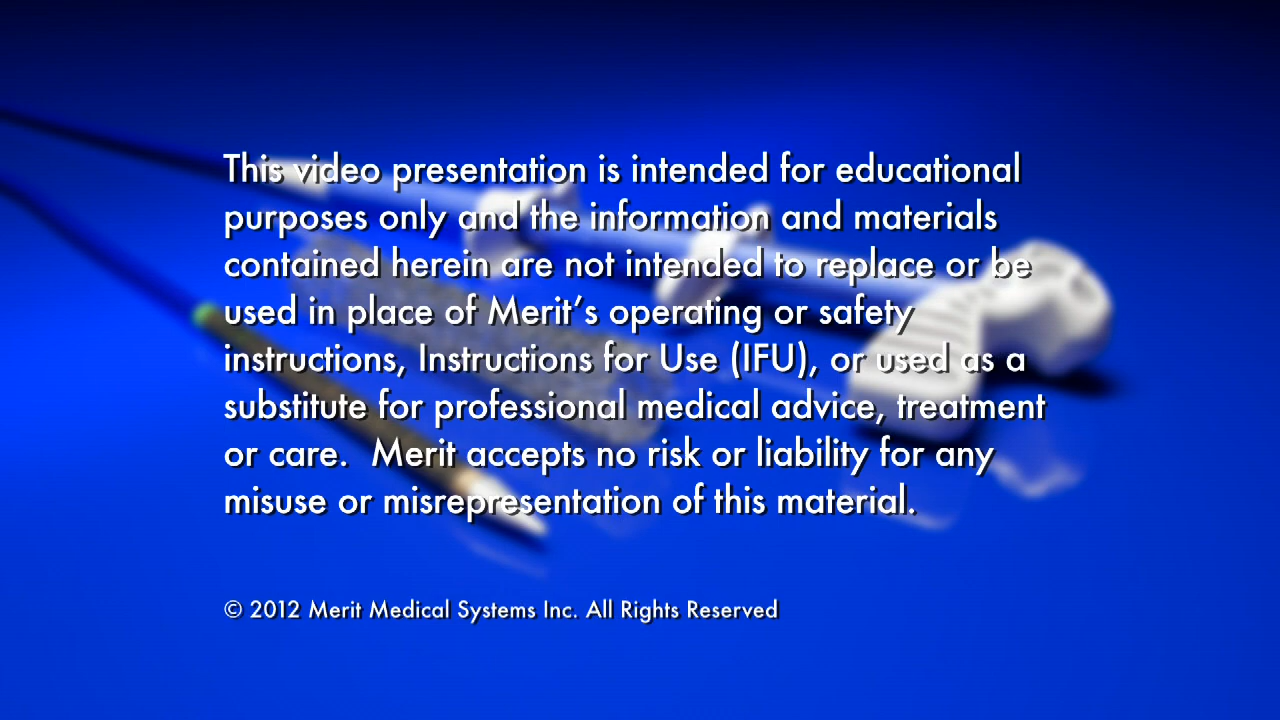 This video presentation is intended for educational
purposes only and the information and materials
contained herein are not intended to replace or be
used in place of Merit’s operating or safety
instructions, Instructions for Use (IFU), or used as a
substitute for professional medical advice, treatment
or care.  Merit accepts no risk or liability for any
misuse or misrepresentation of this material.
© 2012 Merit Medical Systems Inc. All Rights Reserved